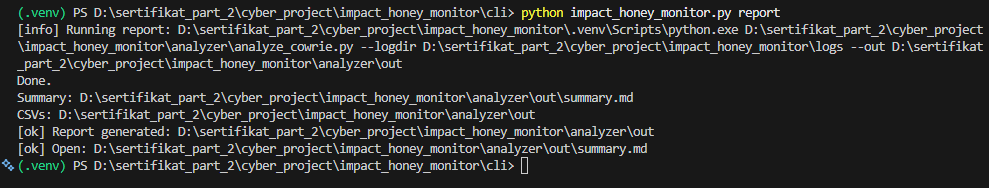 (.venv) PS D:\sertifikat_part_2\cyber_project\impact_honey_monitor\cli> python impact_honey_monitor.py report
[info] Running report: D:\sertifikat_part_2\cyber_project\impact_honey_monitor\.venv\Scripts\python.exe D:\sertifikat_part_2\cyber_project
\impact_honey_monitor\analyzer\analyze_cowrie.py --logdir D:\sertifikat_part_2\cyber_project\impact_honey_monitor\logs --out D:\sertifikat
_part_2\cyber_project\impact_honey_monitor\analyzer\out
Done.
Summary: D:\sertifikat_part_2\cyber_project\impact_honey_monitor\analyzer\out\summary.md
CSVs: D:\sertifikat_part_2\cyber_project\impact_honey_monitor\analyzer\out
[ok] Report generated: D:\sertifikat_part_2\cyber_project\impact_honey_monitor\analyzer\out
[ok] Open: D:\sertifikat_part_2\cyber_project\impact_honey_monitor\analyzer\out\summary.md
(.venv) PS D:\sertifikat_part_2\cyber_project\impact_honey_monitor\cli>